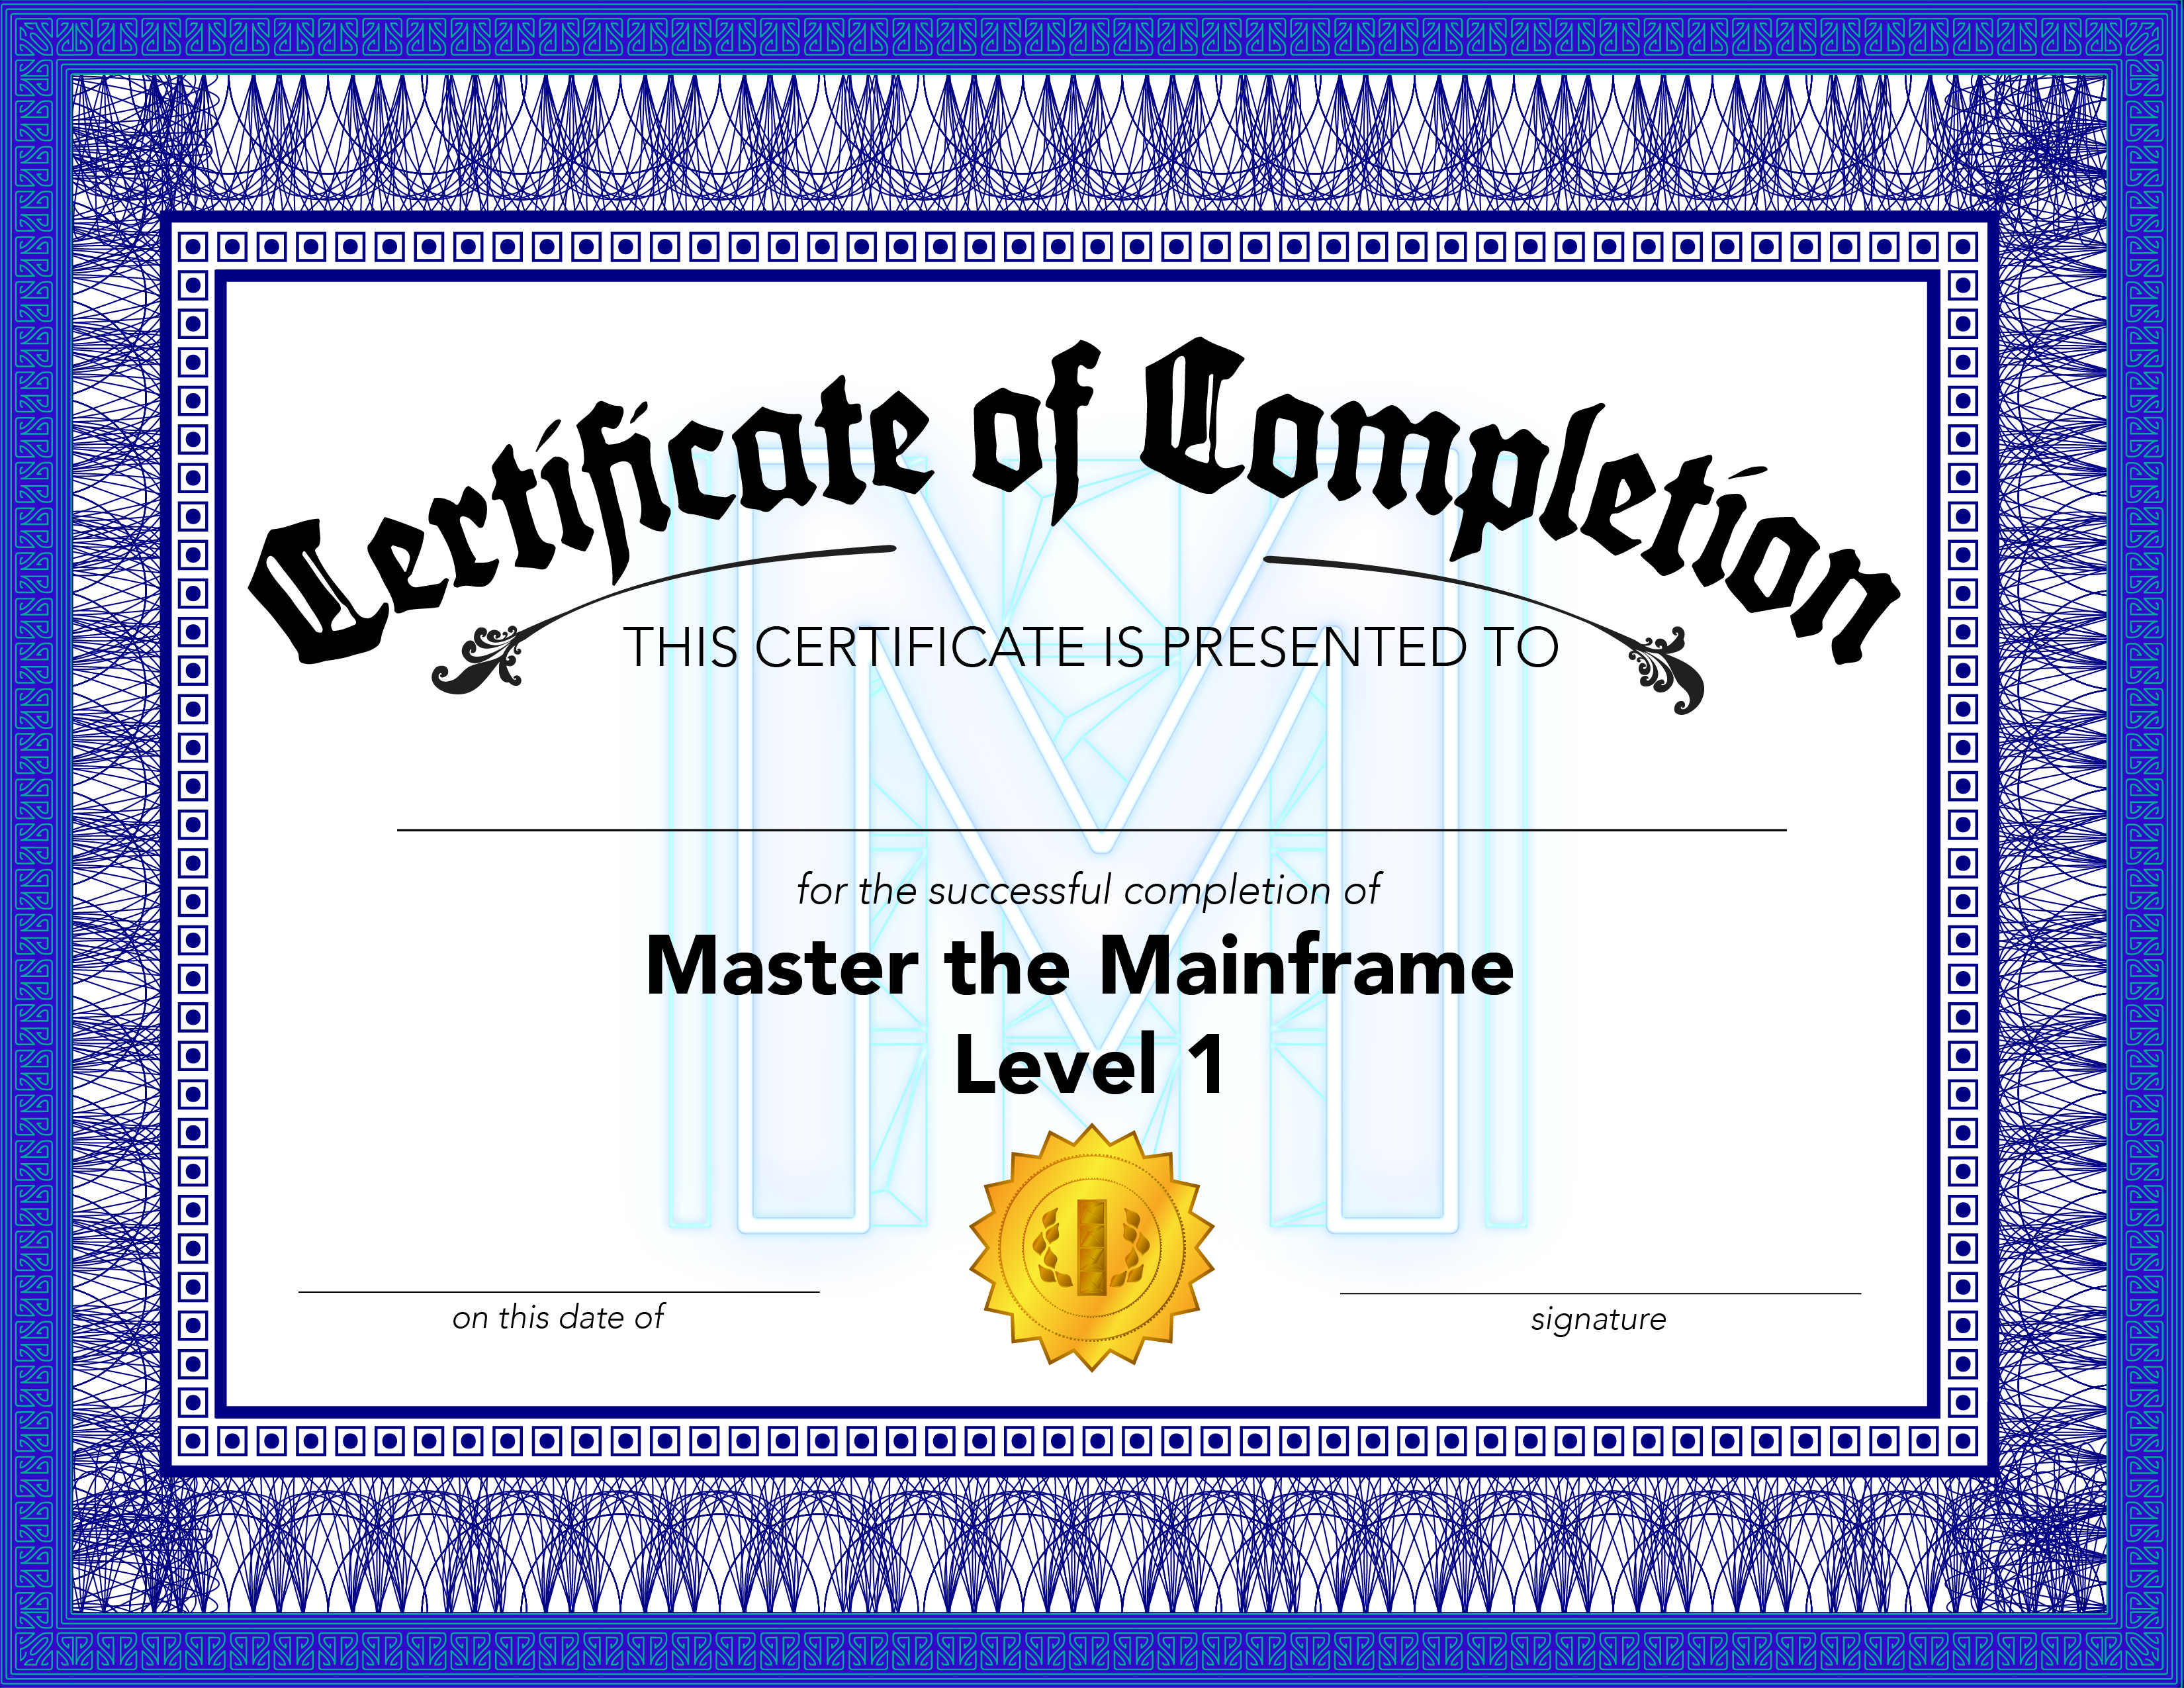 Certificate of Completion
THIS CERTIFICATE IS PRESENTED TO
for the successful completion of
Master the Mainframe
Level 1
on this date of
signature